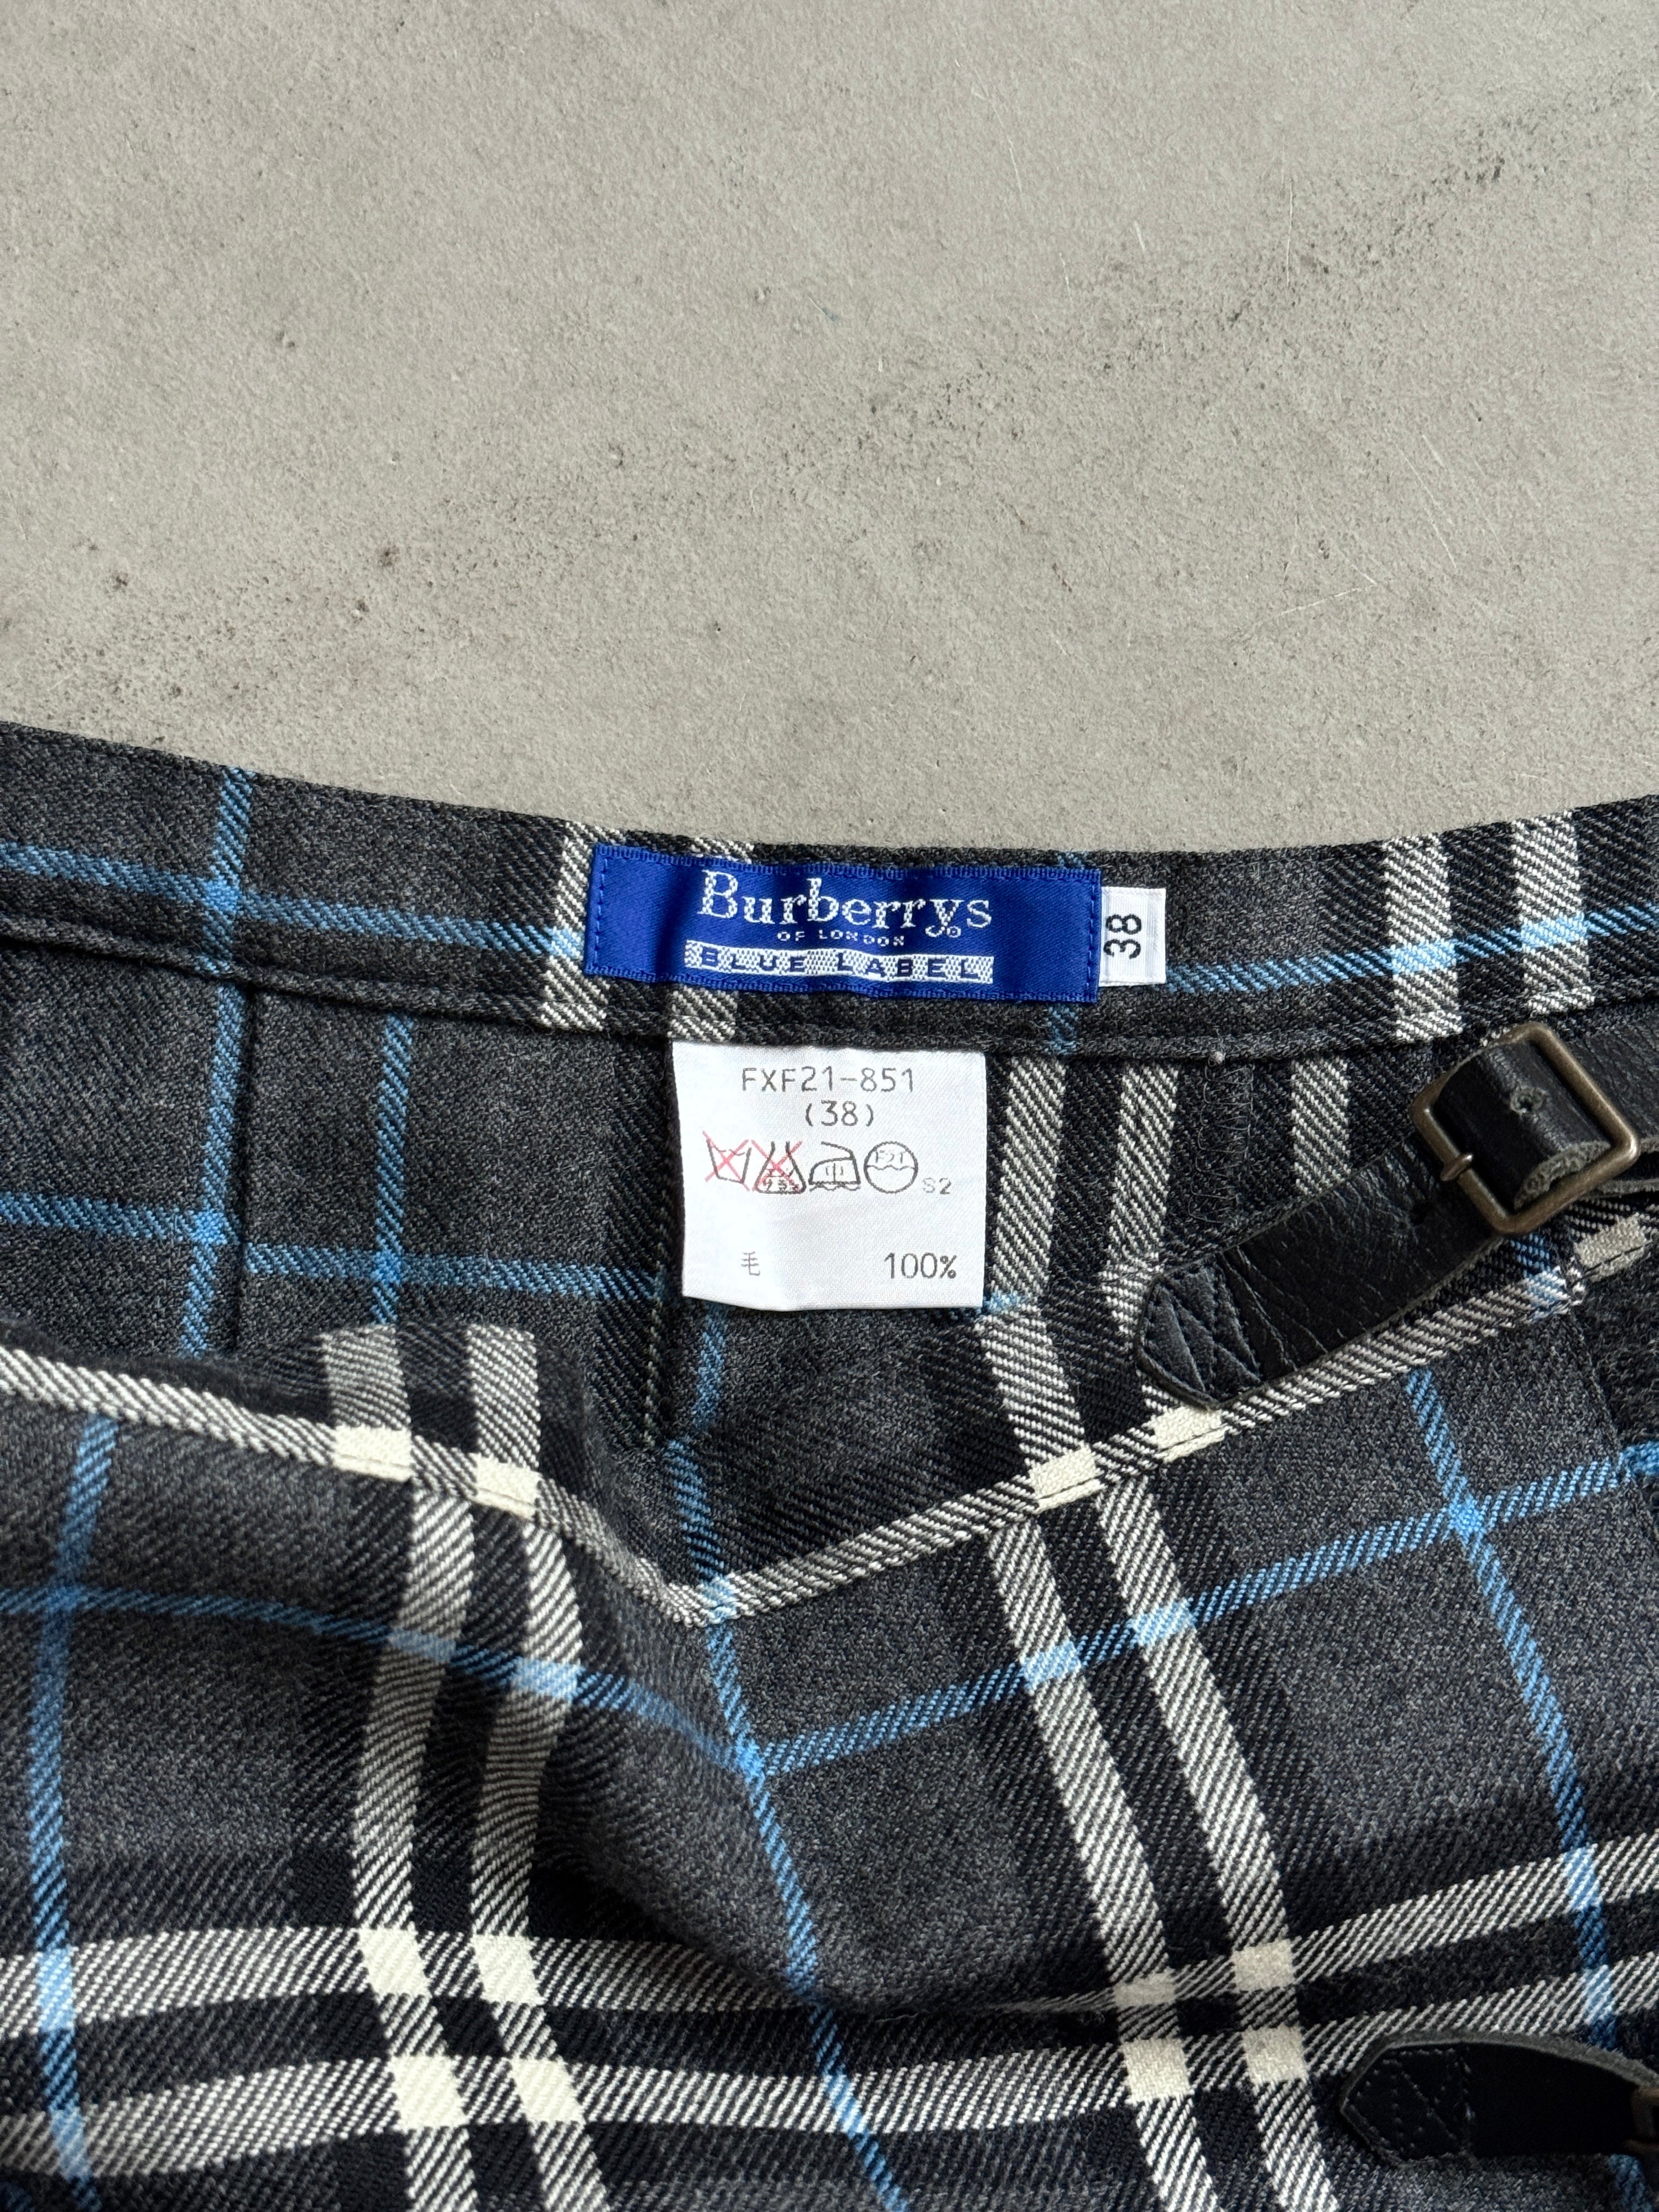 Burberrys
OF LONDON
BLUE LABEL
38
FXF21-851
(38)
S2
毛 100%